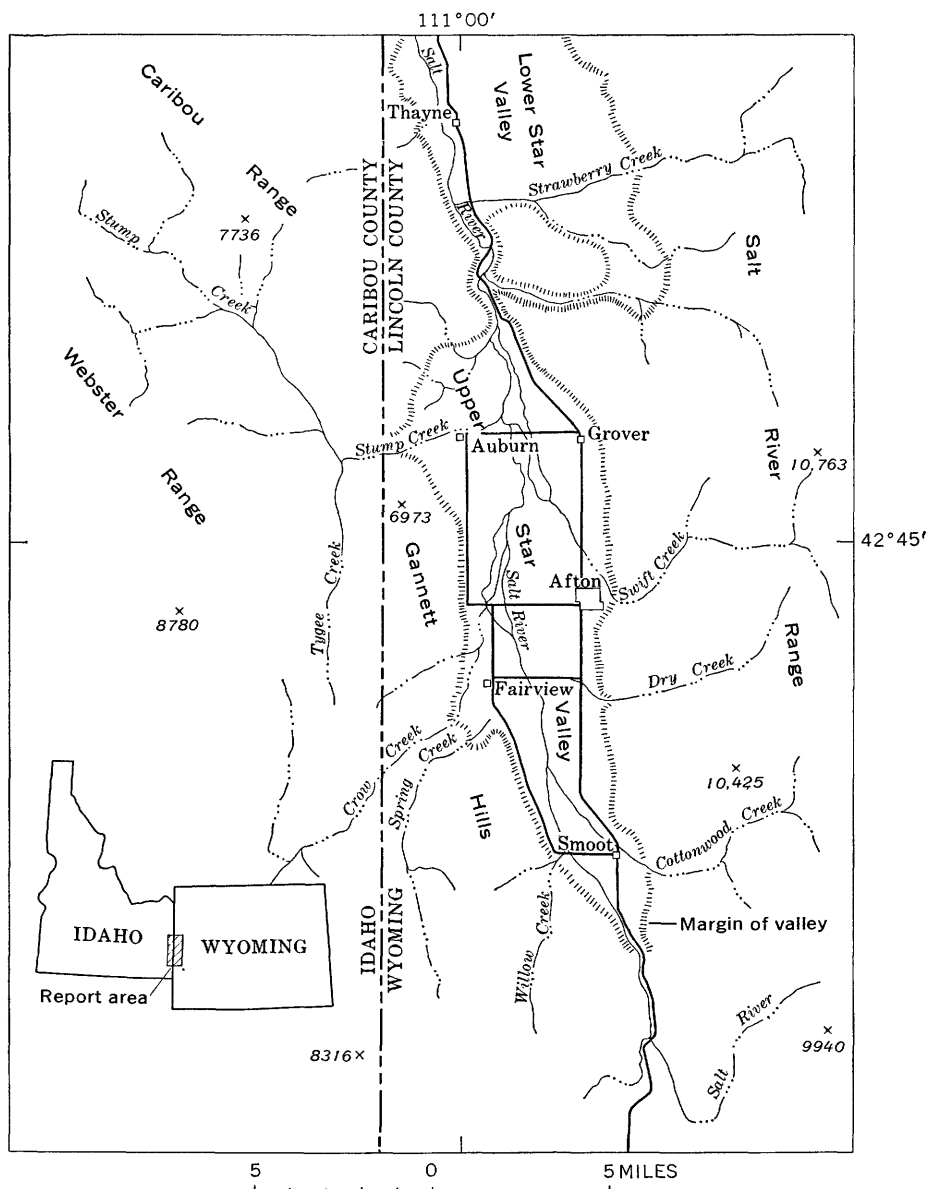 111°00′
Caribou
Range
Salt
Lower Star
Valley
Thayne
CARIBOU COUNTY
LINCOLN COUNTY
Strawberry Creek
River
Stump
Creek
7736
Salt
River
Range
Webster
Range
Upper
Star
Valley
Stump Creek
Auburn
Grover
10,763
6973
Gannett
Hills
42°45′
Salt River
Afton
Swift Creek
Tygee Creek
8780
Fairview
Dry Creek
Crow Creek
Spring Creek
10,425
Smoot
Cottonwood Creek
IDAHO
WYOMING
Willow Creek
Margin of valley
IDAHO
WYOMING
Report area
8316
Salt River
9940
5 0 5 MILES